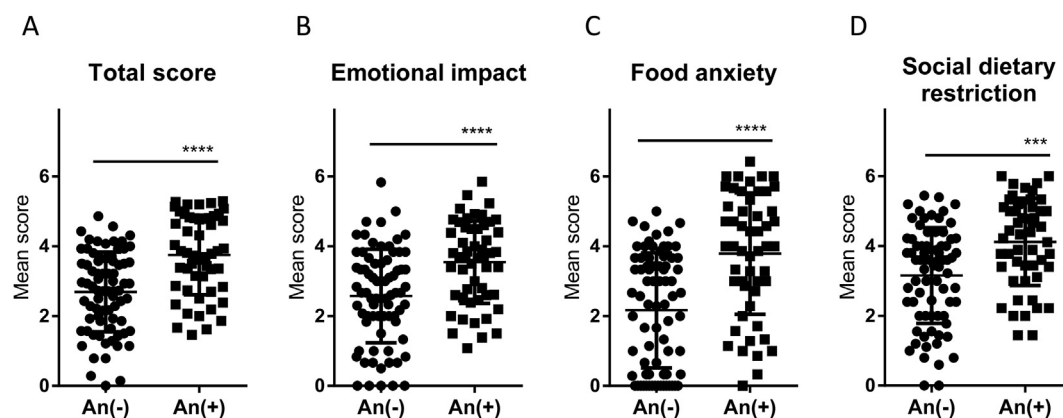 A
Total score
****
Mean score
6
4
2
0
An(-) An(+)
B
Emotional impact
****
Mean score
6
4
2
0
An(-) An(+)
C
Food anxiety
****
Mean score
6
4
2
0
An(-) An(+)
D
Social dietary
restriction
***
Mean score
6
4
2
0
An(-) An(+)